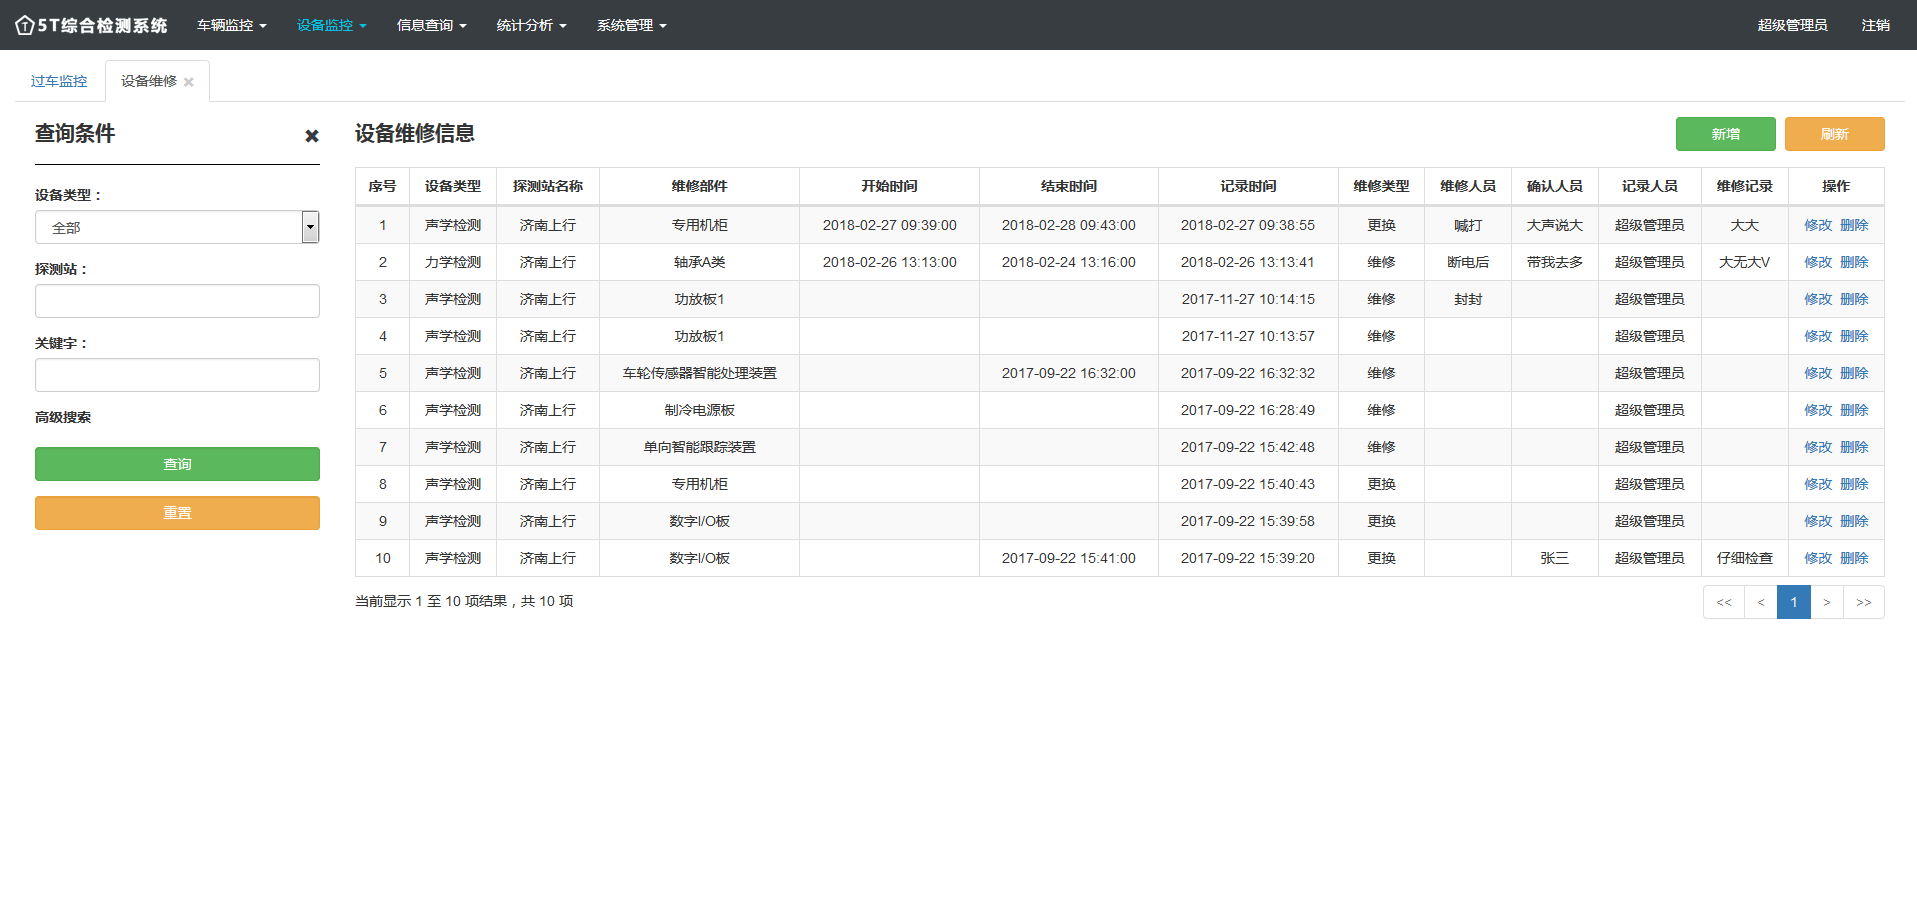 5T综合检测系统 车辆监控 设备监控 信息查询 统计分析 系统管理 超级管理员 注销
过车监控 设备维修
查询条件
设备类型：
全部
探测站：
关键字：
高级搜索
查询
重置
设备维修信息 新增 刷新
序号 设备类型 探测站名称 维修部件 开始时间 结束时间 记录时间 维修类型 维修人员 确认人员 记录人员 维修记录 操作
1 声学检测 济南上行 专用机柜 2018-02-27 09:39:00 2018-02-28 09:43:00 2018-02-27 09:38:55 更换 喊打 大声说大 超级管理员 大大 修改 删除
2 力学检测 济南上行 轴承A类 2018-02-26 13:13:00 2018-02-24 13:16:00 2018-02-26 13:13:41 维修 断电后 带我去多 超级管理员 大无大V 修改 删除
3 声学检测 济南上行 功放板1 2017-11-27 10:14:15 维修 封封 超级管理员 修改 删除
4 声学检测 济南上行 功放板1 2017-11-27 10:13:57 维修 超级管理员 修改 删除
5 声学检测 济南上行 车轮传感器智能处理装置 2017-09-22 16:32:00 2017-09-22 16:32:32 维修 超级管理员 修改 删除
6 声学检测 济南上行 制冷电源板 2017-09-22 16:28:49 维修 超级管理员 修改 删除
7 声学检测 济南上行 单向智能跟踪装置 2017-09-22 15:42:48 维修 超级管理员 修改 删除
8 声学检测 济南上行 专用机柜 2017-09-22 15:40:43 更换 超级管理员 修改 删除
9 声学检测 济南上行 数字I/O板 2017-09-22 15:39:58 更换 超级管理员 修改 删除
10 声学检测 济南上行 数字I/O板 2017-09-22 15:41:00 2017-09-22 15:39:20 更换 张三 超级管理员 仔细检查 修改 删除
当前显示 1 至 10 项结果，共 10 项 << < 1 > >>